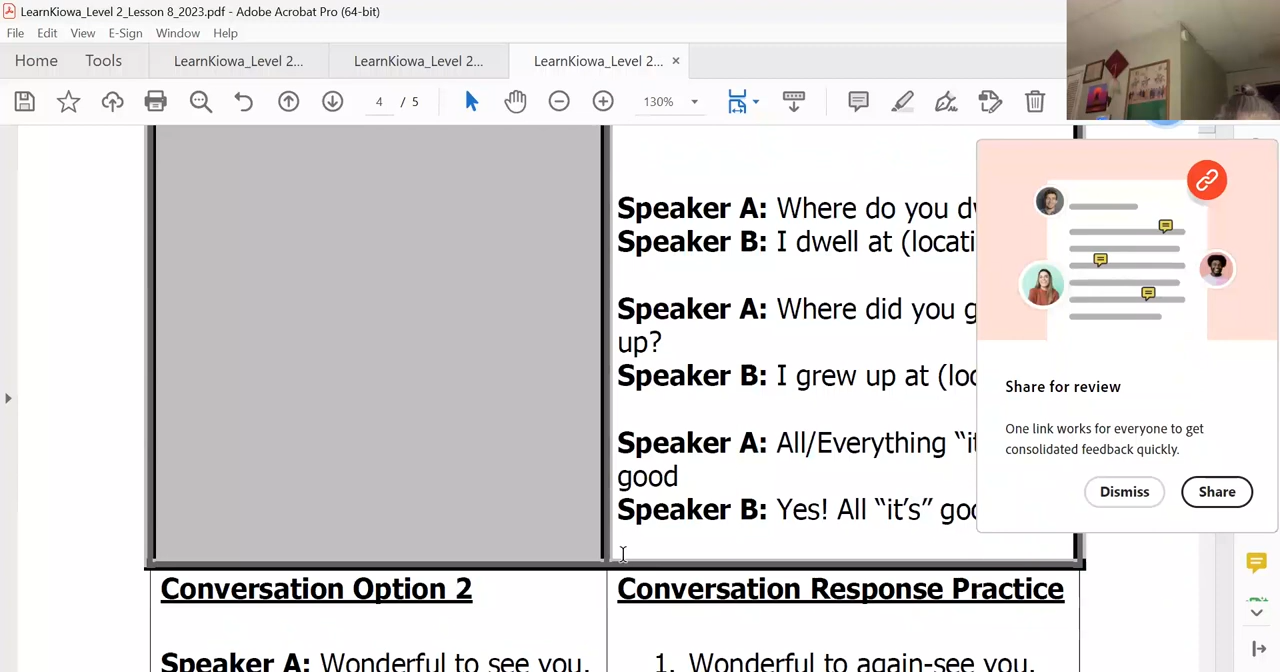 LearnKiowa_Level 2_Lesson 8_2023.pdf - Adobe Acrobat Pro (64-bit)
File Edit View E-Sign Window Help
Home Tools LearnKiowa_Level 2... LearnKiowa_Level 2... LearnKiowa_Level 2... ×
4 / 5 130%
Speaker A: Where do you
Speaker B: I dwell at
Speaker A: Where did you
up?
Speaker B: I grew up at
Speaker A: All/Everything
good
Speaker B: Yes! All “it’s”
Share for review
One link works for everyone to get
consolidated feedback quickly.
Dismiss Share
Conversation Option 2
Speaker A: Wonderful to see you.
Conversation Response Practice
1. Wonderful to again-see you.